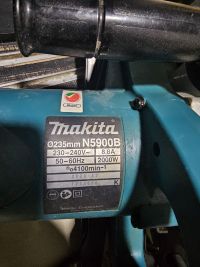 makita
Ø235mm N5900B
230-240V~ 8.8A
50-60Hz 2000W
n₀4100min⁻¹
K